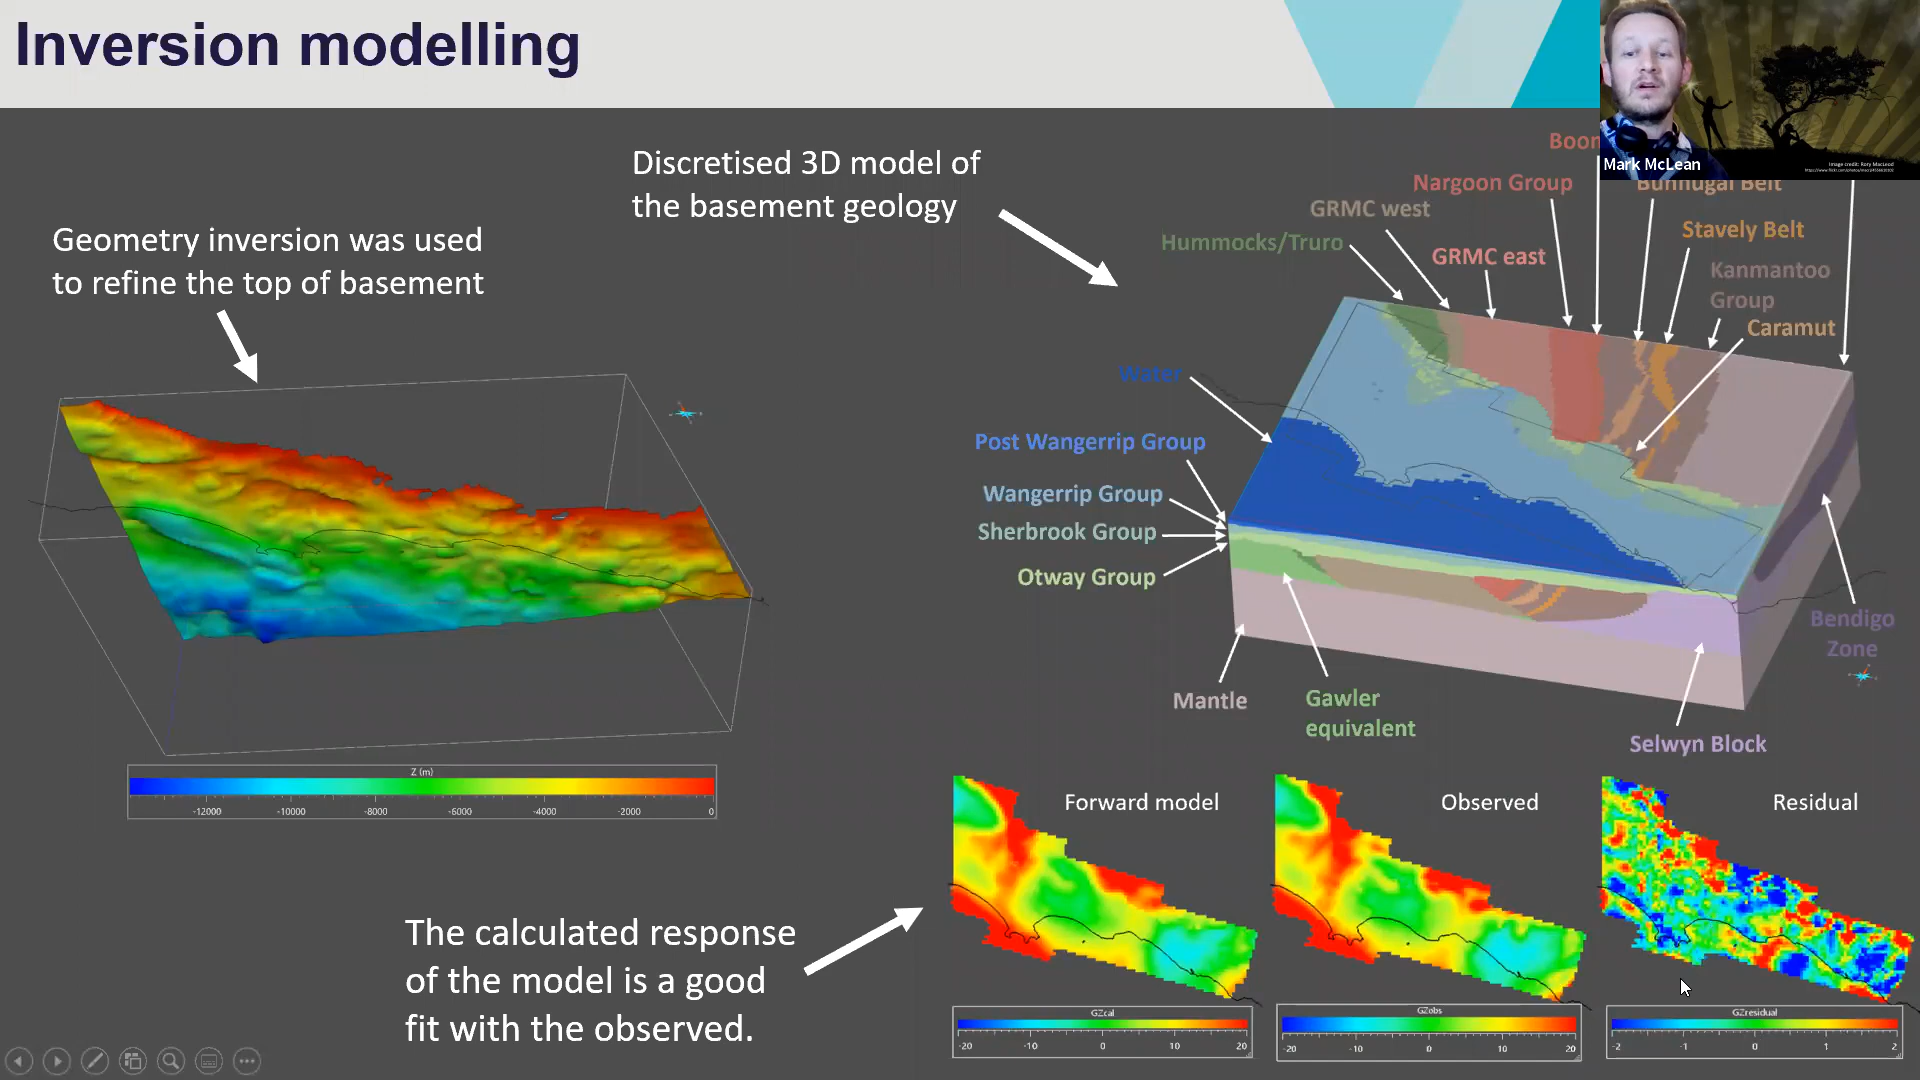 Inversion modelling
Mark McLean
Image credit: Rory MacLeod
Discretised 3D model of
the basement geology
Geometry inversion was used
to refine the top of basement
Nargoon Group
Bunnugal Belt
GRMC west
Stavely Belt
Hummocks/Truro
GRMC east
Kanmantoo
Group
Caramut
Water
Post Wangerrip Group
Wangerrip Group
Sherbrook Group
Otway Group
Bendigo
Zone
Mantle
Gawler
equivalent
Selwyn Block
Z (m)
-12000 -10000 -8000 -6000 -4000 -2000 0
Forward model
Observed
Residual
The calculated response
of the model is a good
fit with the observed.
GZcal
-20 -10 0 10 20
GZobs
-20 -10 0 10 20
GZresidual
-2 -1 0 1 2